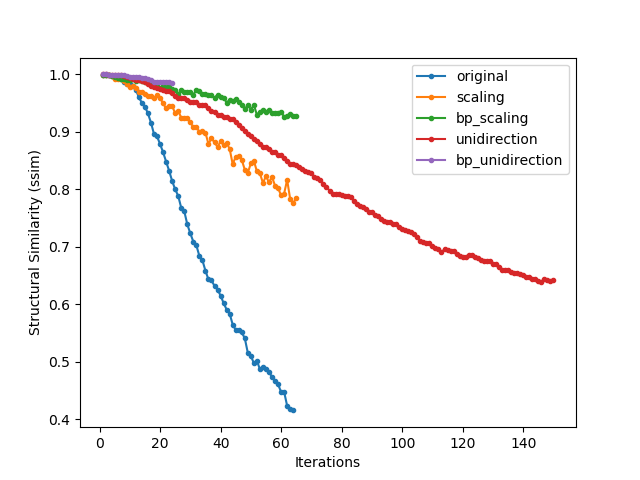 original
scaling
bp_scaling
unidirection
bp_unidirection
1.0
0.9
0.8
0.7
0.6
0.5
0.4
Structural Similarity (ssim)
0 20 40 60 80 100 120 140
Iterations